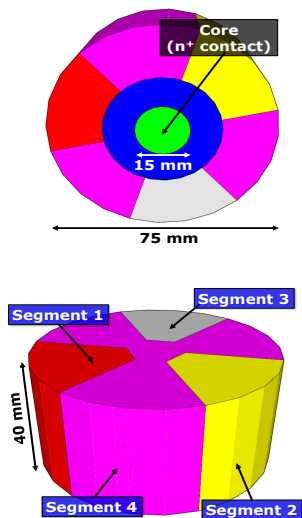 Core
(n⁺ contact)
15 mm
75 mm
Segment 3
Segment 1
40 mm
Segment 4
Segment 2